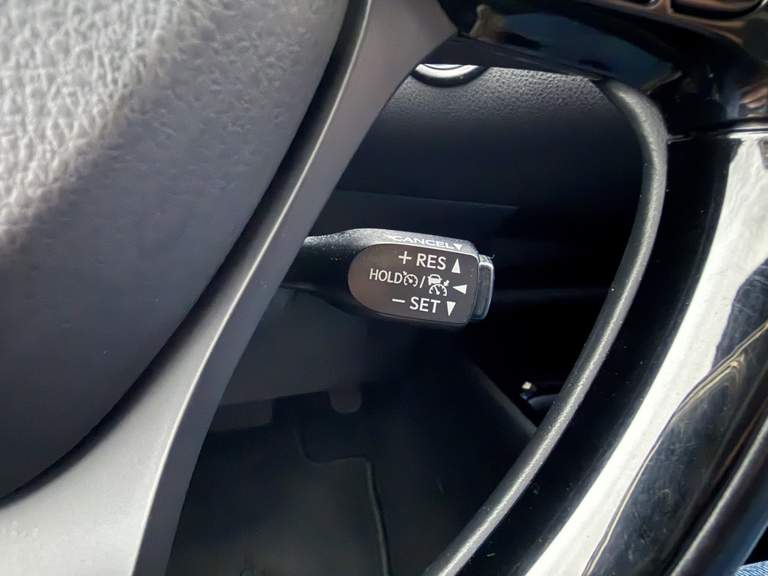 CANCEL▼
+ RES ▲
HOLD / ◀
− SET ▼